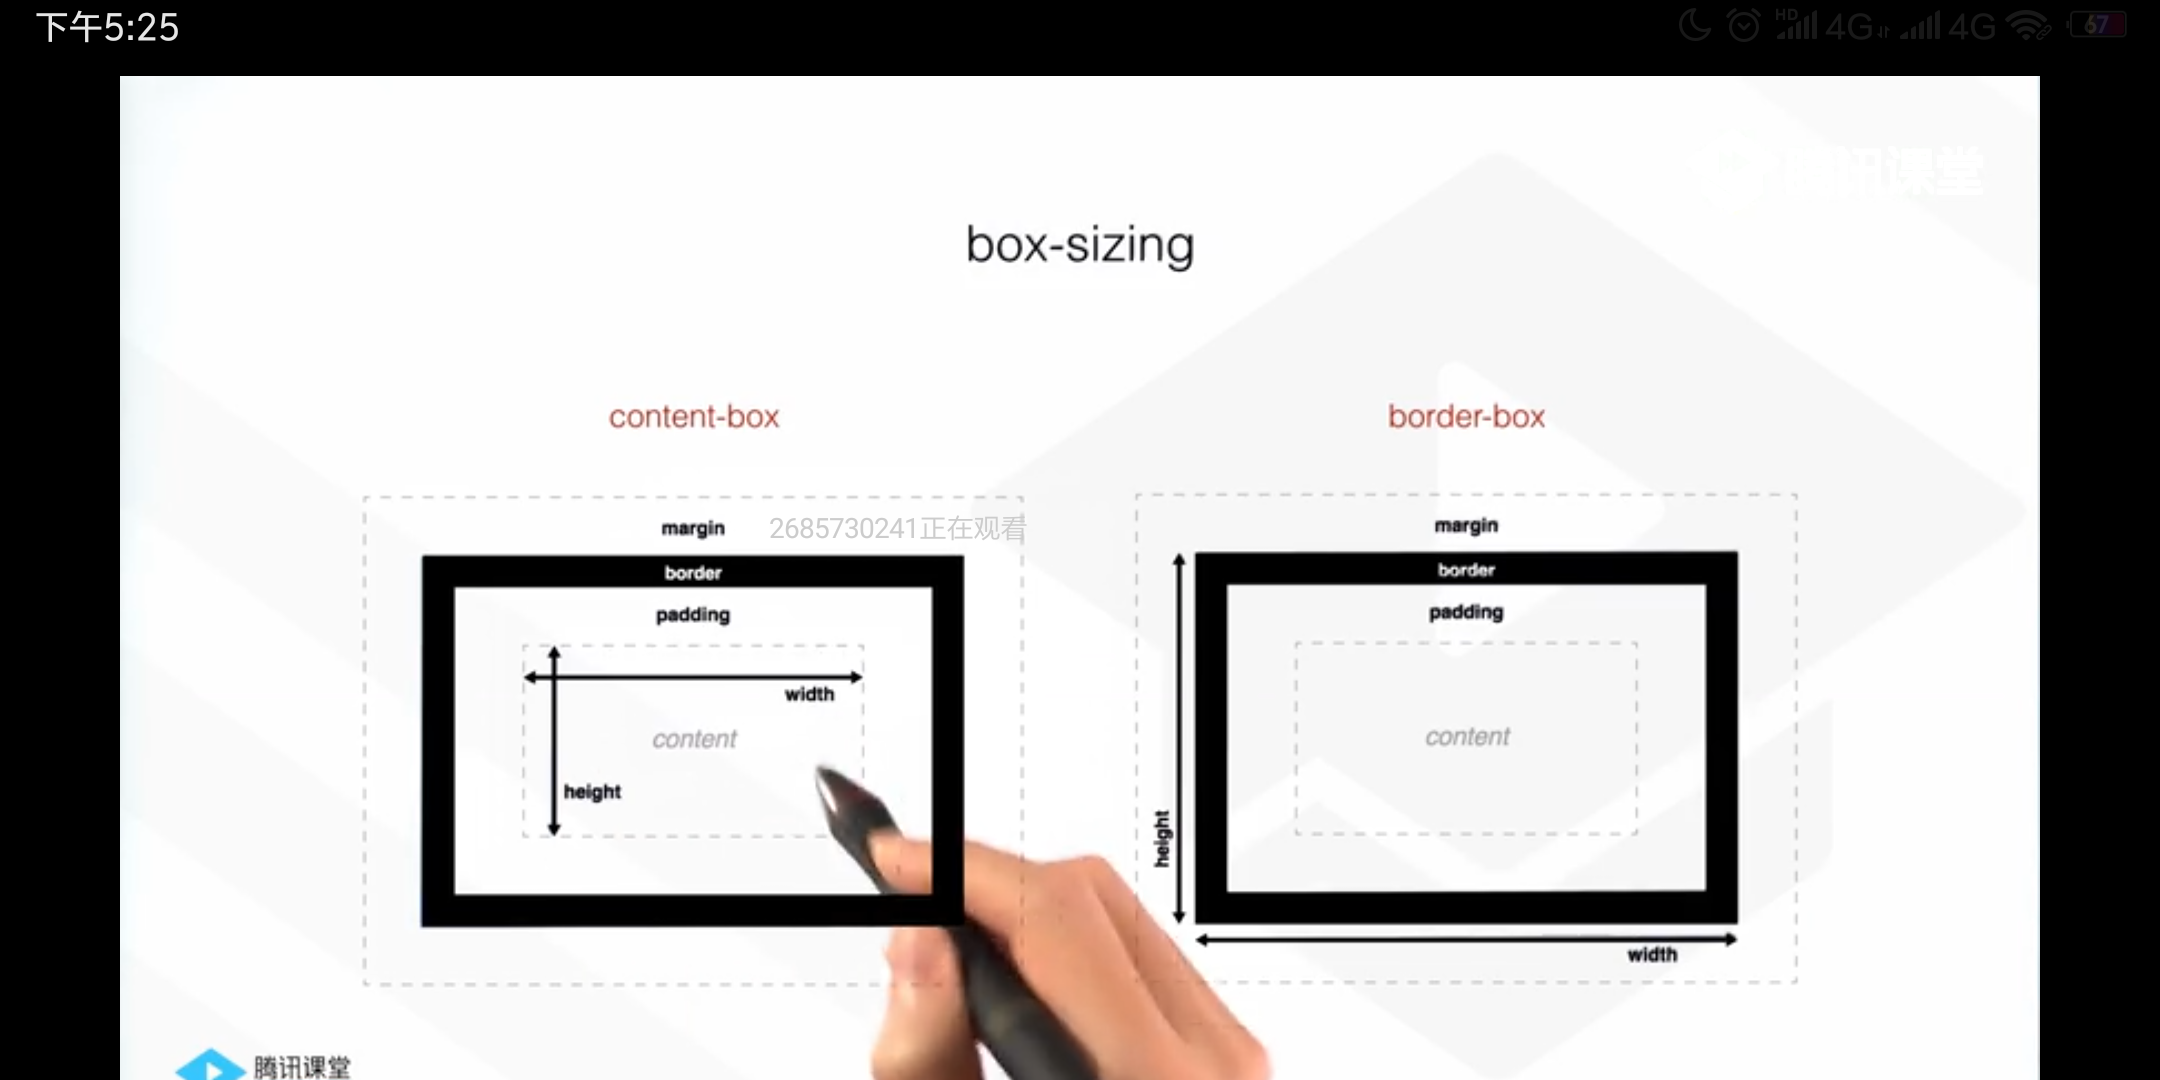 下午5:25
HD 4G 4G 67
腾讯课堂
box-sizing
content-box
border-box
margin
2685730241正在观看
border
padding
width
content
height
margin
border
padding
content
height
width
腾讯课堂